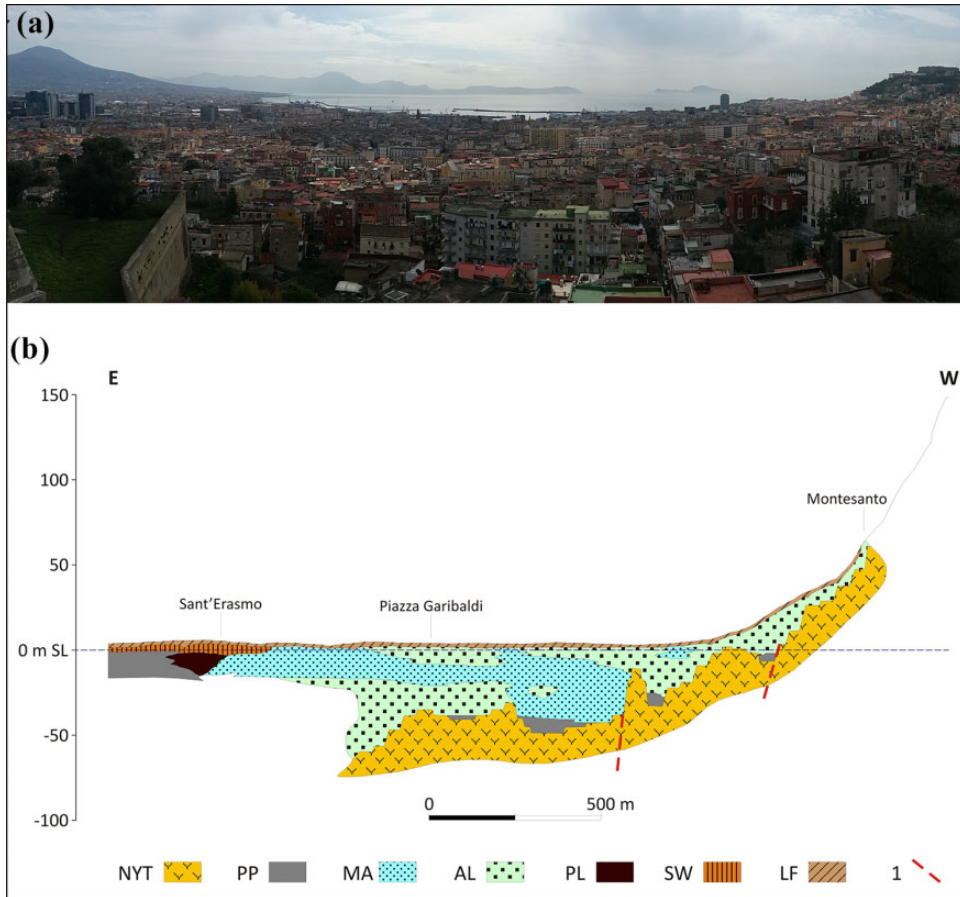 (a)
(b)
E W
150
100
Montesanto
50
Sant'Erasmo Piazza Garibaldi
0 m SL
-50
0 500 m
-100
NYT PP MA AL PL SW LF 1